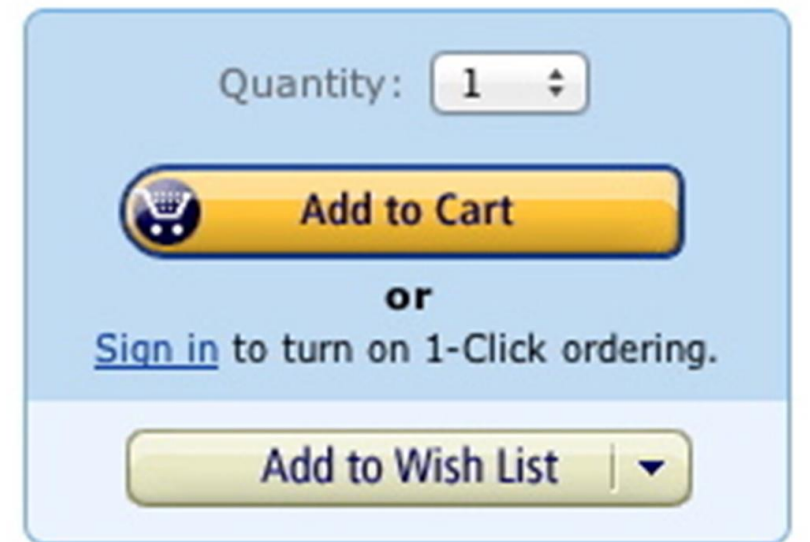 Quantity: 1
Add to Cart
or
Sign in to turn on 1-Click ordering.
Add to Wish List